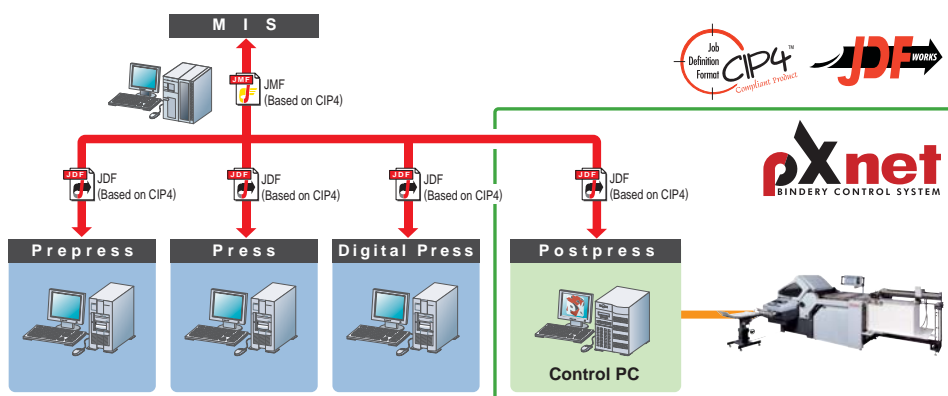 M I S
JMF
JMF
(Based on CIP4)
Job
Definition
Format
CIP4™
Compliant Product
JDF WORKS
pXnet
BINDERY CONTROL SYSTEM
JDF
JDF
(Based on CIP4)
JDF
JDF
(Based on CIP4)
JDF
JDF
(Based on CIP4)
JDF
JDF
(Based on CIP4)
Prepress
Press
Digital Press
Postpress
Control PC